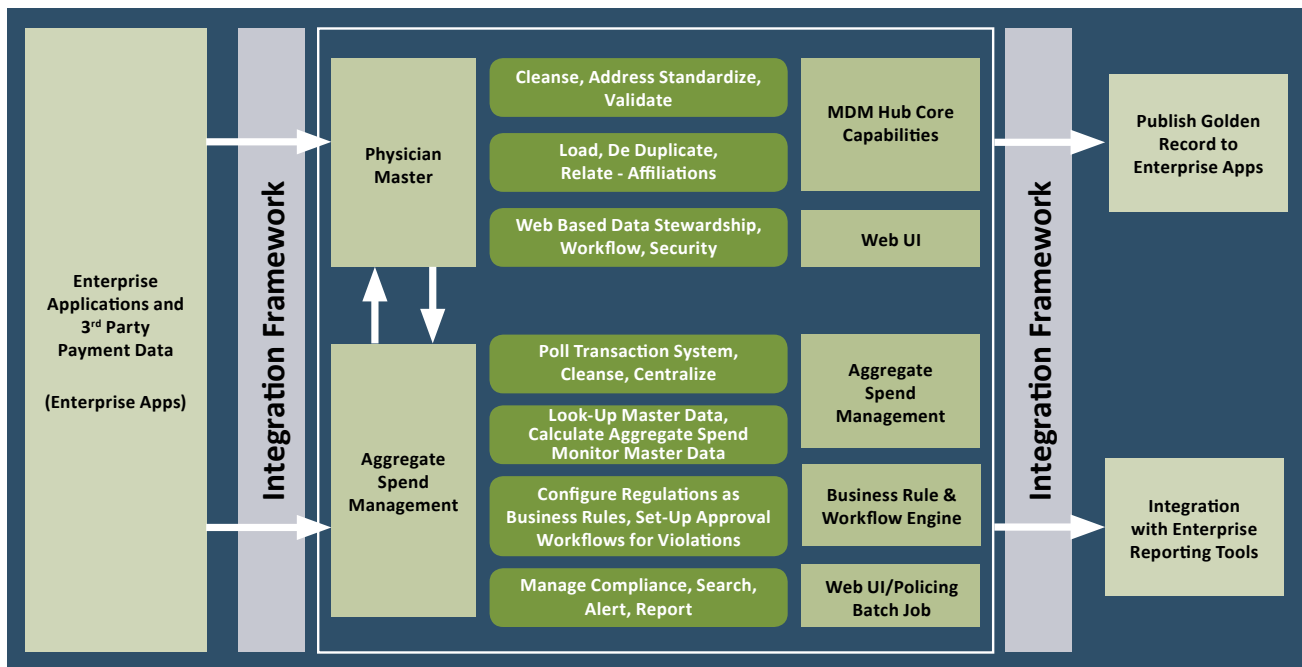 Enterprise
Applications and
3rd Party
Payment Data
(Enterprise Apps)
Integration Framework
Physician
Master
Cleanse, Address Standardize,
Validate
Load, De Duplicate,
Relate - Affiliations
Web Based Data Stewardship,
Workflow, Security
MDM Hub Core
Capabilities
Web UI
Aggregate
Spend
Management
Poll Transaction System,
Cleanse, Centralize
Look-Up Master Data,
Calculate Aggregate Spend
Monitor Master Data
Configure Regulations as
Business Rules, Set-Up Approval
Workflows for Violations
Manage Compliance, Search,
Alert, Report
Aggregate
Spend
Management
Business Rule &
Workflow Engine
Web UI/Policing
Batch Job
Integration Framework
Publish Golden
Record to
Enterprise Apps
Integration
with Enterprise
Reporting Tools